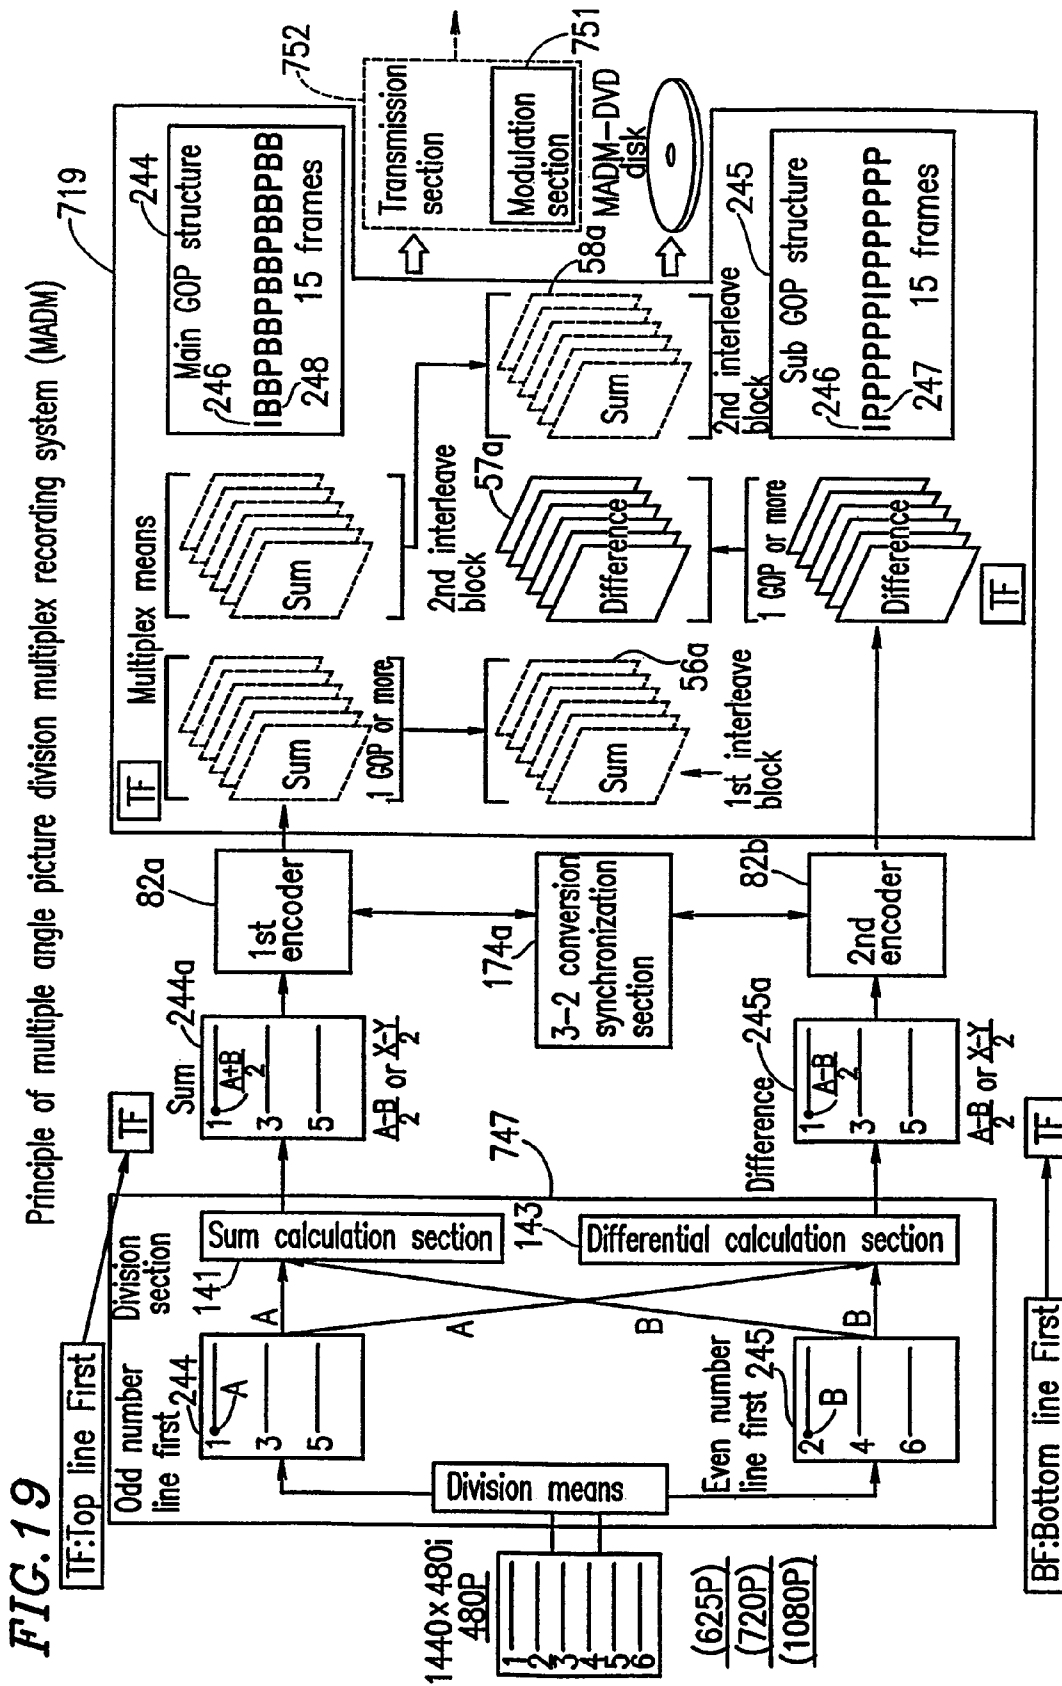 FIG.19
Principle of multiple angle picture division multiplex recording system (MADM)
TF:Top line First
TF
1440×480i
480P
1
2
3
4
5
6
(625P)
(720P)
(1080P)
Division means
Odd number
line first
244
1
A
3
5
Even number
line first
245
2
B
4
6
Division
section
141
A
A
B
B
Sum calculation section
143
Differential calculation section
747
Sum
244a
1
A+B
2
3
5
A-B
2
or
X-Y
2
Difference
245a
1
A-B
2
3
5
A-B
2
or
X-Y
2
BF:Bottom line First
TF
82a
1st
encoder
174a
3-2 conversion
synchronization
section
82b
2nd
encoder
719
TF
Multiplex means
Sum
1 GOP or more
Sum
2nd interleave
block
Sum
56a
1st interleave
block
57a
Difference
1 GOP or more
Difference
TF
Sum
58a
2nd interleave
block
244
Main GOP structure
246
IBBPBBPBBPBBPBB
248
15 frames
245
Sub GOP structure
246
IPPPPPPIPPPPPPP
247
15 frames
752
Transmission
section
751
Modulation
section
MADM-DVD
disk